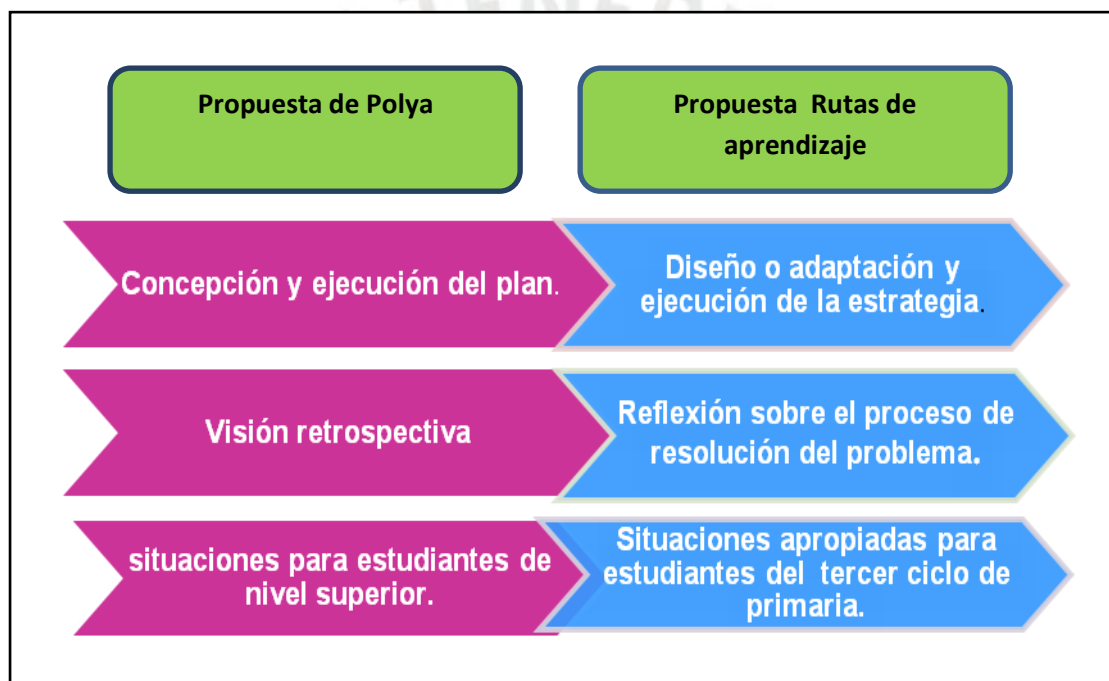 Propuesta de Polya
Propuesta Rutas de
aprendizaje
Concepción y ejecución del plan.
Diseño o adaptación y
ejecución de la estrategia.
Visión retrospectiva
Reflexión sobre el proceso de
resolución del problema.
situaciones para estudiantes de
nivel superior.
Situaciones apropiadas para
estudiantes del tercer ciclo de
primaria.